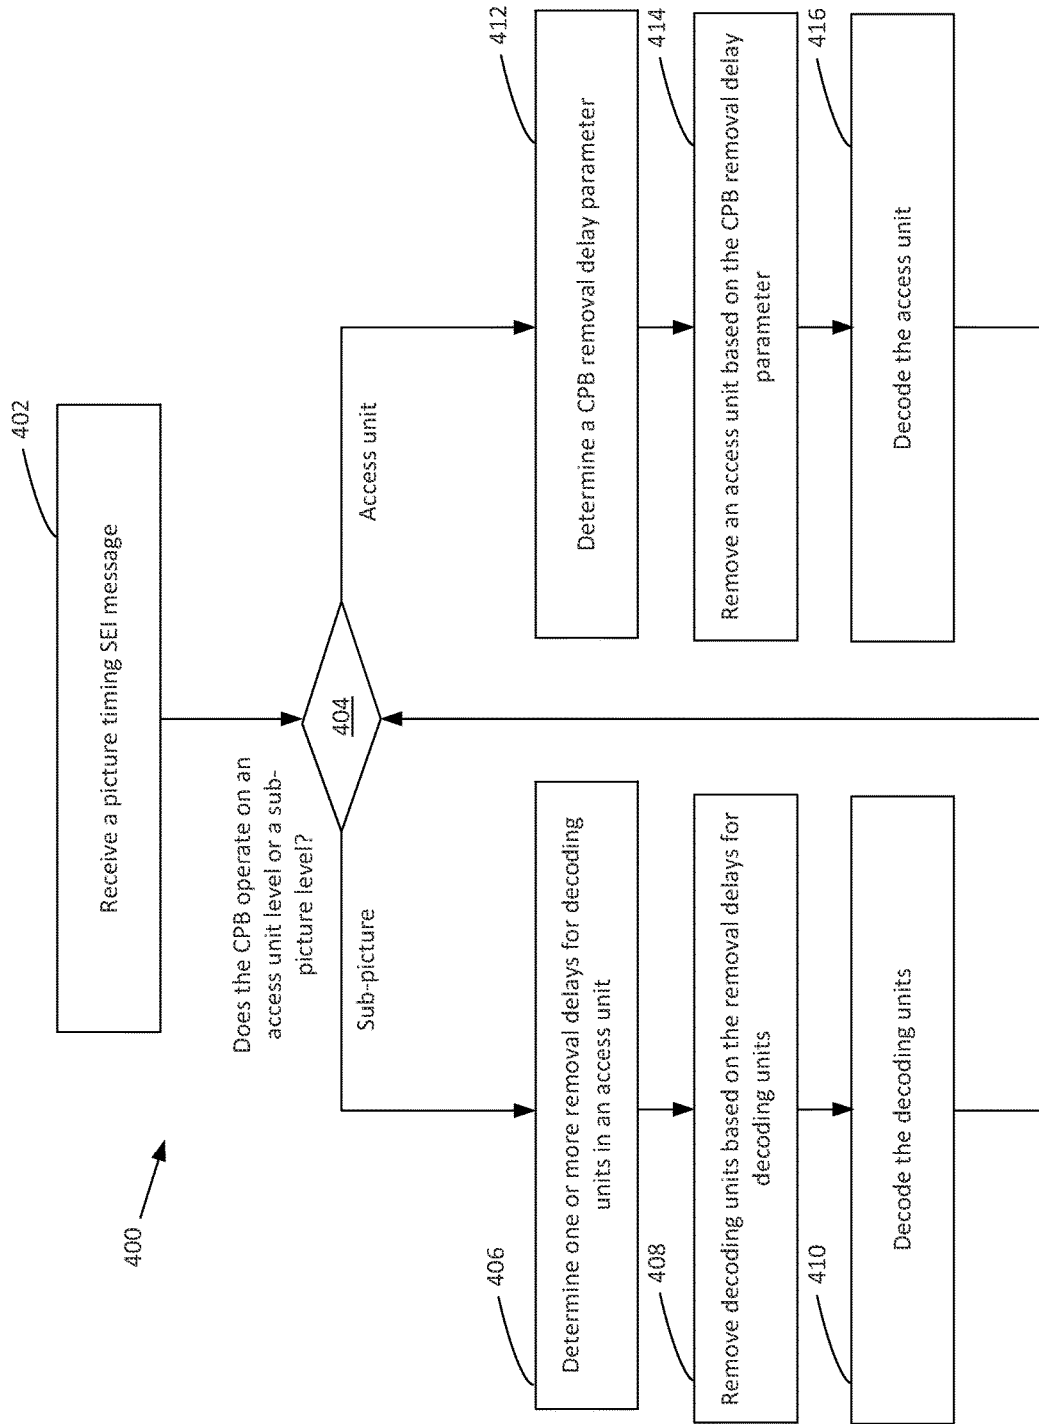 400
402
Receive a picture timing SEI message
Does the CPB operate on an
access unit level or a sub-
picture level?
404
Sub-picture
Access unit
406
Determine one or more removal delays for decoding
units in an access unit
408
Remove decoding units based on the removal delays for
decoding units
410
Decode the decoding units
412
Determine a CPB removal delay parameter
414
Remove an access unit based on the CPB removal delay
parameter
416
Decode the access unit